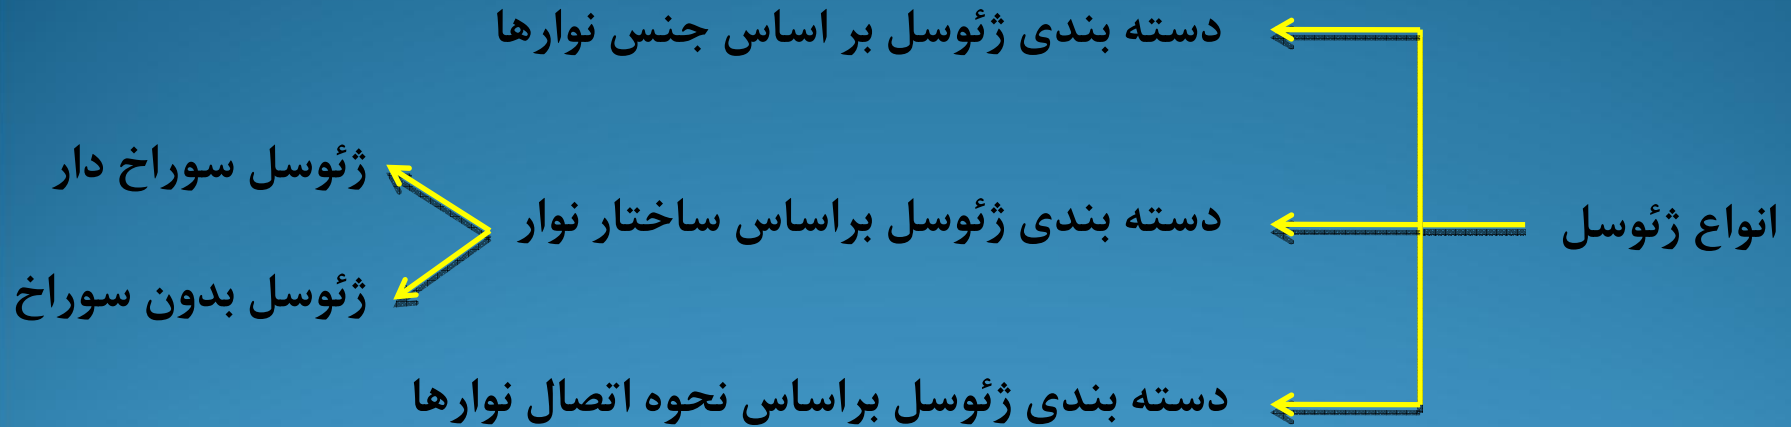 انواع ژئوسل
دسته بندی ژئوسل بر اساس جنس نوارها
دسته بندی ژئوسل براساس ساختار نوار
ژئوسل سوراخ دار
ژئوسل بدون سوراخ
دسته بندی ژئوسل براساس نحوه اتصال نوارها